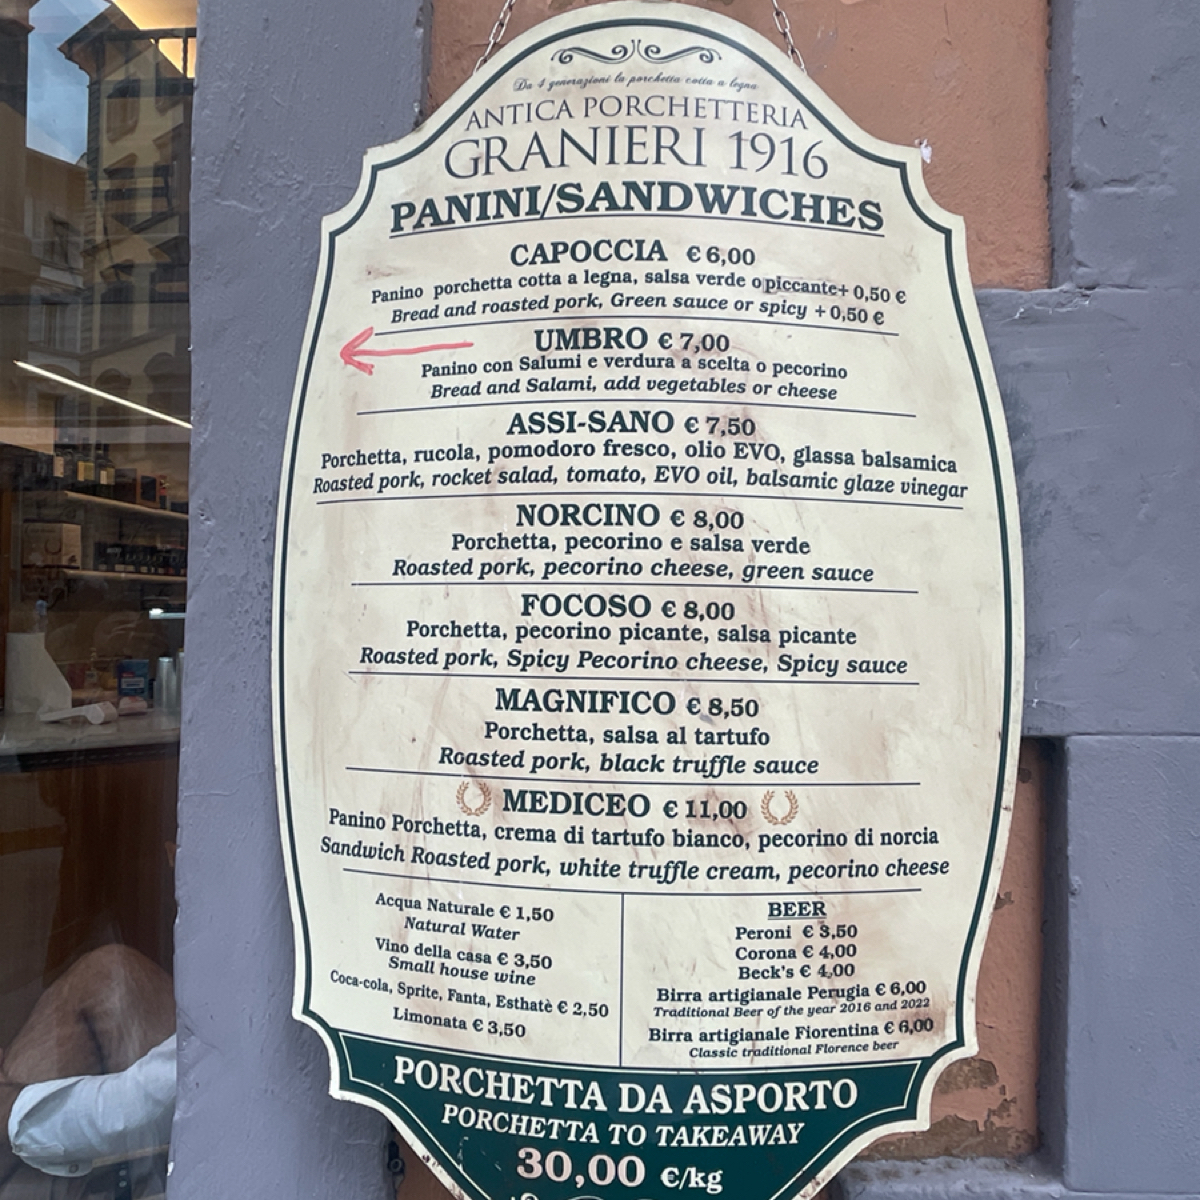 Da 4 generazioni la porchetta cotta a legna
ANTICA PORCHETTERIA
GRANIERI 1916
PANINI/SANDWICHES
CAPOCCIA € 6,00
Panino porchetta cotta a legna, salsa verde o piccante+ 0,50 €
Bread and roasted pork, Green sauce or spicy + 0,50 €
UMBRO € 7,00
Panino con Salumi e verdura a scelta o pecorino
Bread and Salami, add vegetables or cheese
ASSI-SANO € 7,50
Porchetta, rucola, pomodoro fresco, olio EVO, glassa balsamica
Roasted pork, rocket salad, tomato, EVO oil, balsamic glaze vinegar
NORCINO € 8,00
Porchetta, pecorino e salsa verde
Roasted pork, pecorino cheese, green sauce
FOCOSO € 8,00
Porchetta, pecorino picante, salsa picante
Roasted pork, Spicy Pecorino cheese, Spicy sauce
MAGNIFICO € 8,50
Porchetta, salsa al tartufo
Roasted pork, black truffle sauce
MEDICEO € 11,00
Panino Porchetta, crema di tartufo bianco, pecorino di norcia
Sandwich Roasted pork, white truffle cream, pecorino cheese
Acqua Naturale € 1,50
Natural Water
Vino della casa € 3,50
Small house wine
Coca-cola, Sprite, Fanta, Esthatè € 2,50
Limonata € 3,50
BEER
Peroni € 3,50
Corona € 4,00
Beck's € 4,00
Birra artigianale Perugia € 6,00
Traditional Beer of the year 2016 and 2022
Birra artigianale Fiorentina € 6,00
Classic traditional Florence beer
PORCHETTA DA ASPORTO
PORCHETTA TO TAKEAWAY
30,00 €/kg